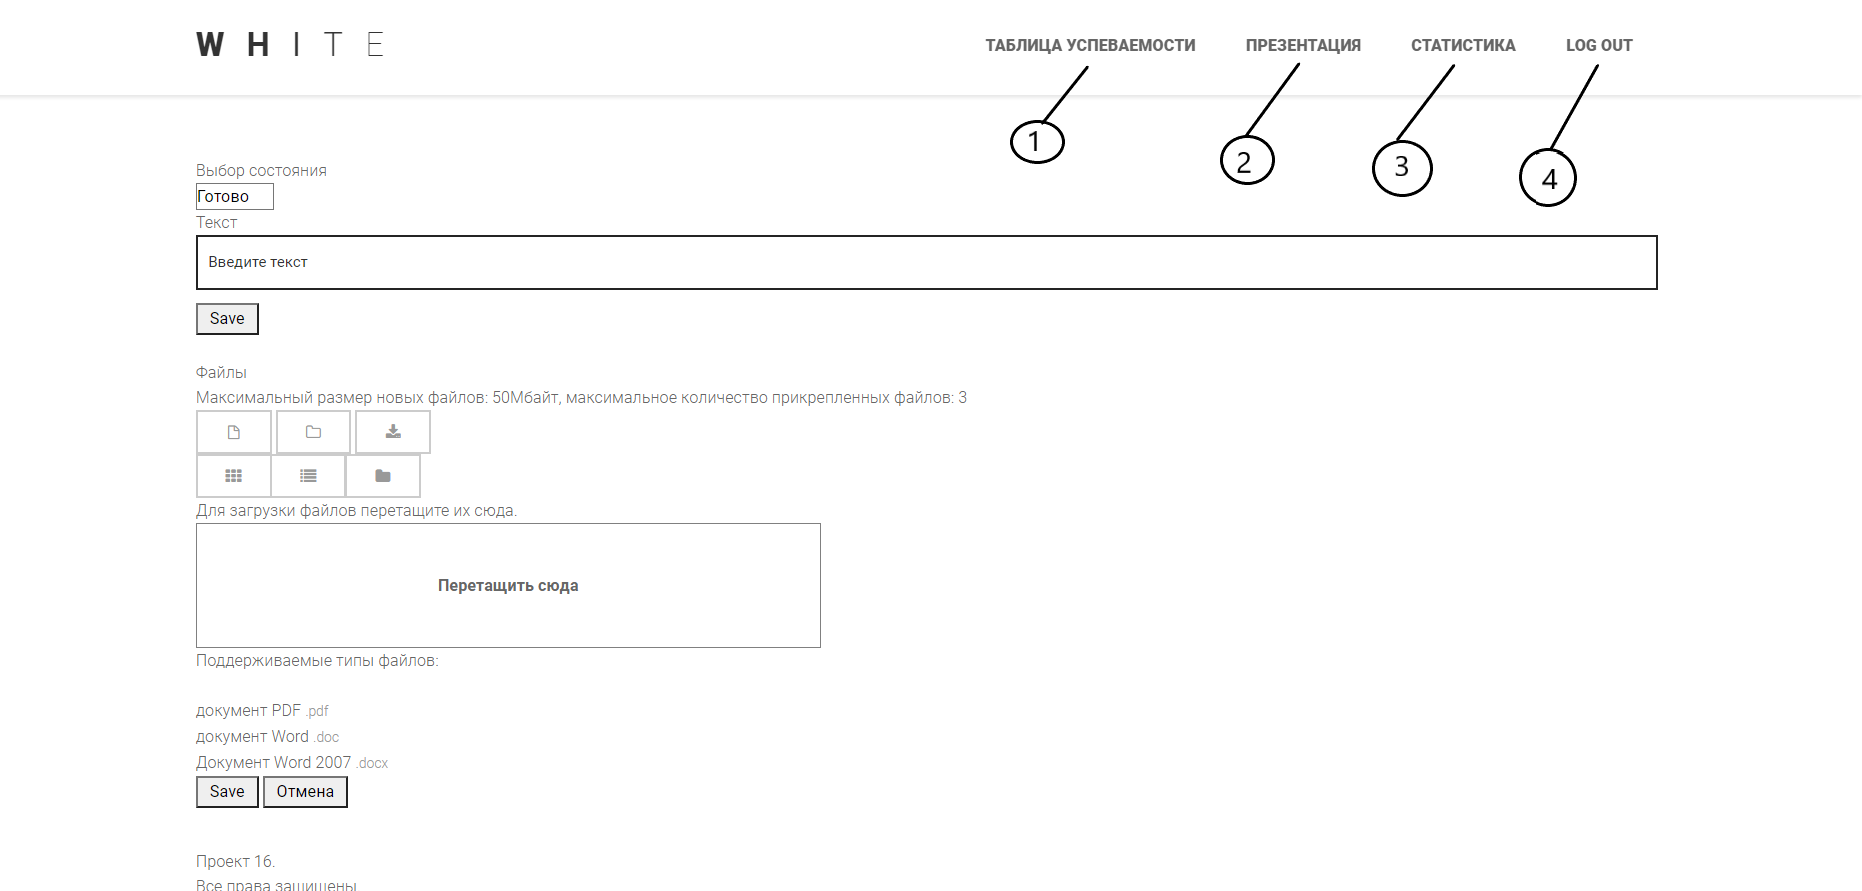 WHITE
ТАБЛИЦА УСПЕВАЕМОСТИ ПРЕЗЕНТАЦИЯ СТАТИСТИКА LOG OUT
1 2 3 4
Выбор состояния
Готово
Текст
Введите текст
Save
Файлы
Максимальный размер новых файлов: 50Мбайт, максимальное количество прикрепленных файлов: 3
Для загрузки файлов перетащите их сюда.
Перетащить сюда
Поддерживаемые типы файлов:
документ PDF .pdf
документ Word .doc
Документ Word 2007 .docx
Save Отмена
Проект 16.
Все права защищены